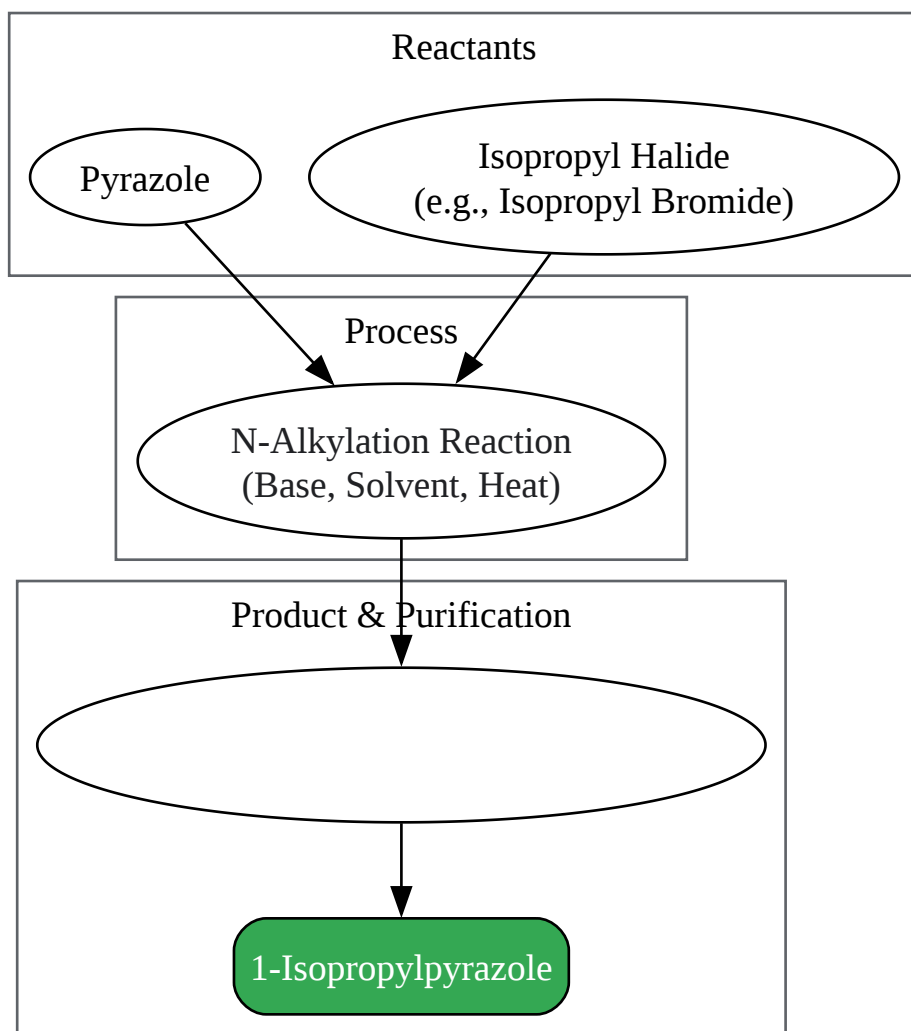 Reactants
Pyrazole
Isopropyl Halide
(e.g., Isopropyl Bromide)
Process
N-Alkylation Reaction
(Base, Solvent, Heat)
Product & Purification
1-Isopropylpyrazole